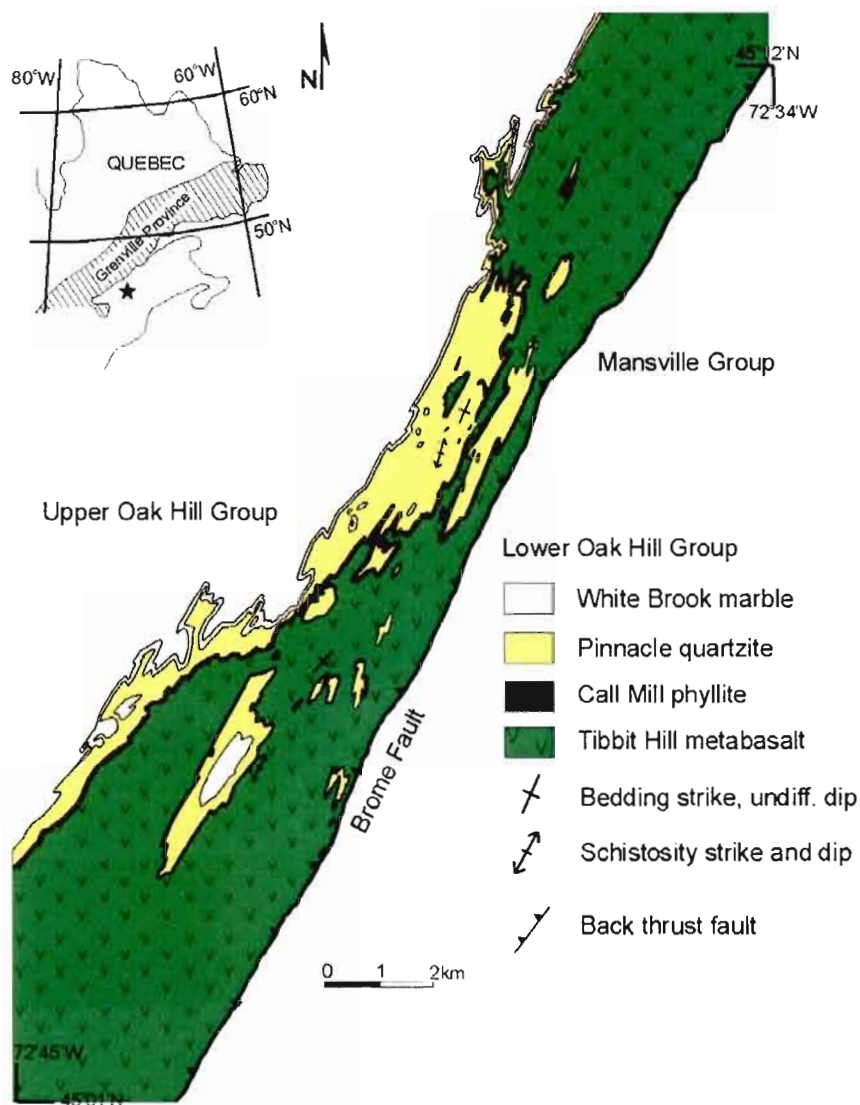 80°W
60°W
N
60°N
QUEBEC
Grenville Province
50°N
45°12'N
72°34'W
Mansville Group
Upper Oak Hill Group
Lower Oak Hill Group
White Brook marble
Pinnacle quartzite
Call Mill phyllite
Tibbit Hill metabasalt
Bedding strike, undiff. dip
Schistosity strike and dip
Back thrust fault
Brome Fault
0 1 2km
72°45'W
45°01'N